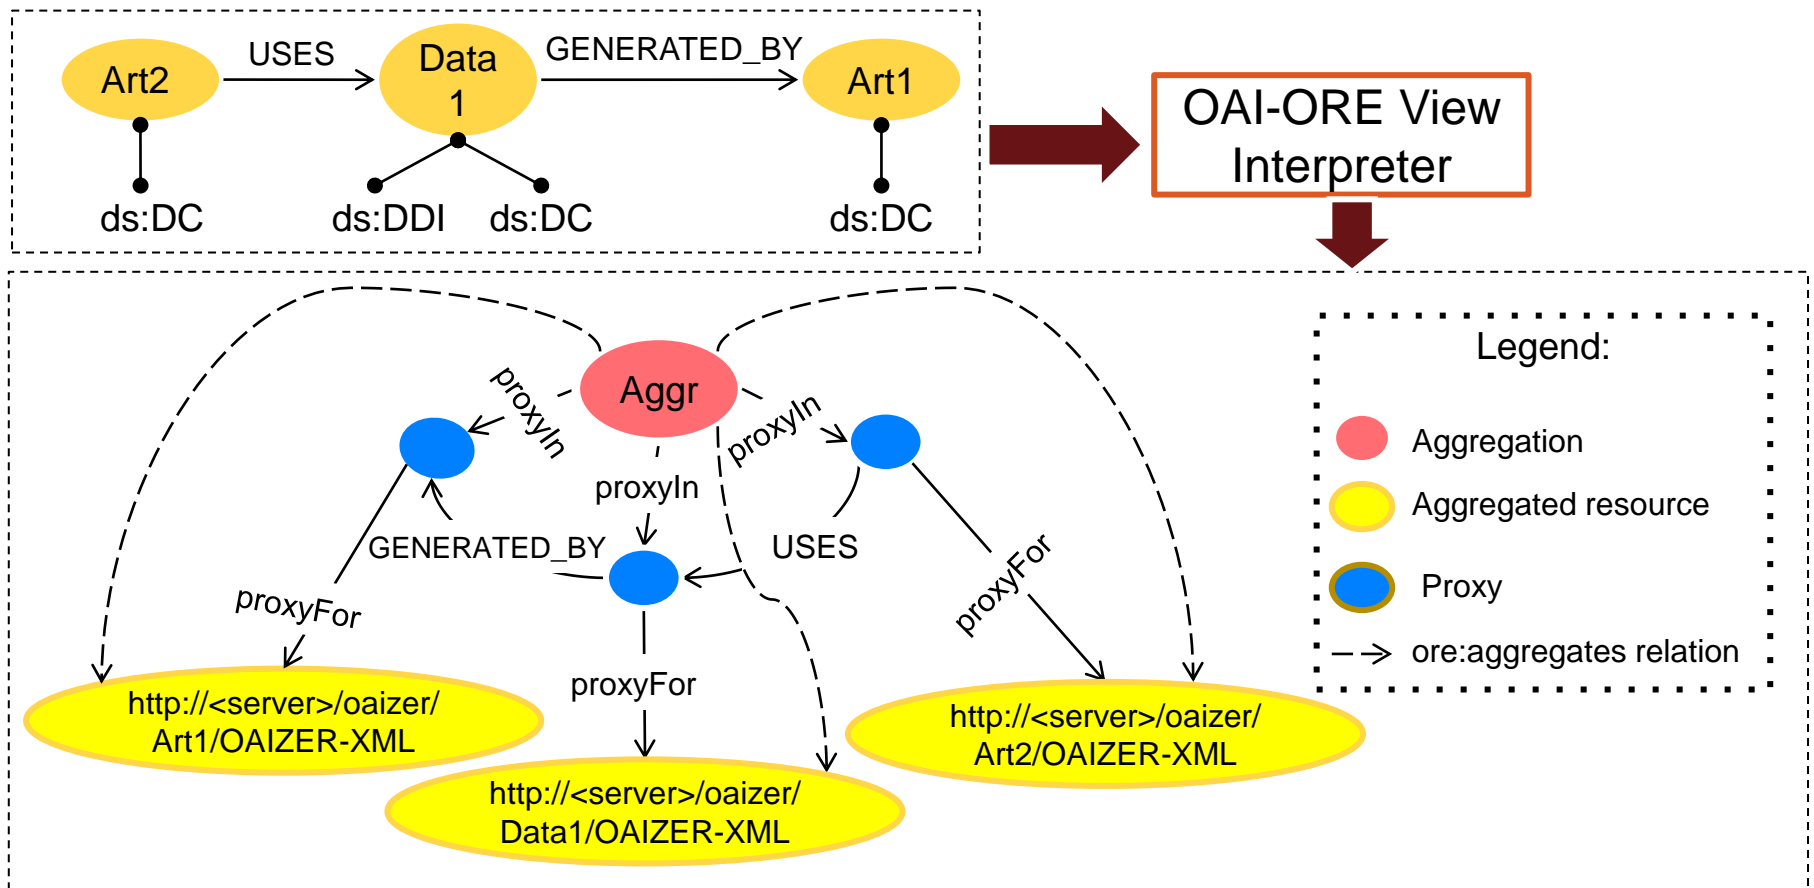 Art2
USES
Data
1
GENERATED_BY
Art1
ds:DC
ds:DDI
ds:DC
ds:DC
OAI-ORE View
Interpreter
Aggr
proxyIn
proxyIn
proxyIn
GENERATED_BY
USES
proxyFor
proxyFor
proxyFor
http://<server>/oaizer/
Art1/OAIZER-XML
http://<server>/oaizer/
Data1/OAIZER-XML
http://<server>/oaizer/
Art2/OAIZER-XML
Legend:
Aggregation
Aggregated resource
Proxy
ore:aggregates relation